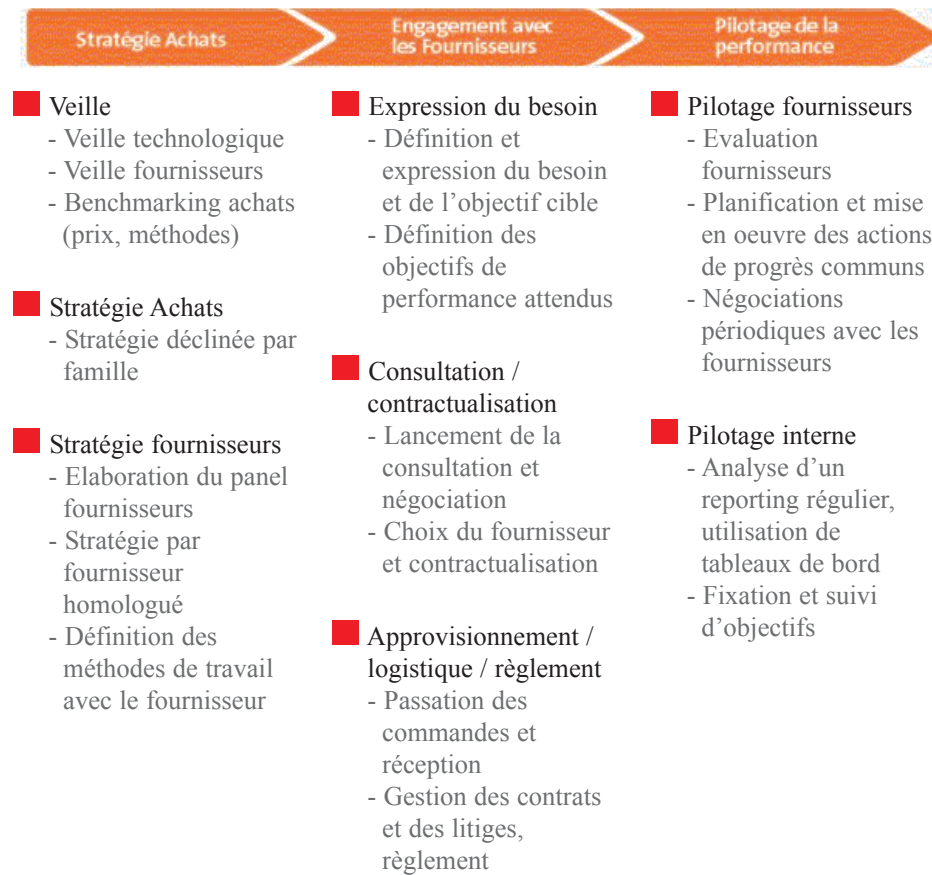 Stratégie Achats
Engagement avec
les Fournisseurs
Pilotage de la
performance
Veille
- Veille technologique
- Veille fournisseurs
- Benchmarking achats
(prix, méthodes)
Stratégie Achats
- Stratégie déclinée par
famille
Stratégie fournisseurs
- Elaboration du panel
fournisseurs
- Stratégie par
fournisseur
homologué
- Définition des
méthodes de travail
avec le fournisseur
Expression du besoin
- Définition et
expression du besoin
et de l’objectif cible
- Définition des
objectifs de
performance attendus
Consultation /
contractualisation
- Lancement de la
consultation et
négociation
- Choix du fournisseur
et contractualisation
Approvisionnement /
logistique / règlement
- Passation des
commandes et
réception
- Gestion des contrats
et des litiges,
règlement
Pilotage fournisseurs
- Evaluation
fournisseurs
- Planification et mise
en oeuvre des actions
de progrès communs
- Négociations
périodiques avec les
fournisseurs
Pilotage interne
- Analyse d’un
reporting régulier,
utilisation de
tableaux de bord
- Fixation et suivi
d’objectifs